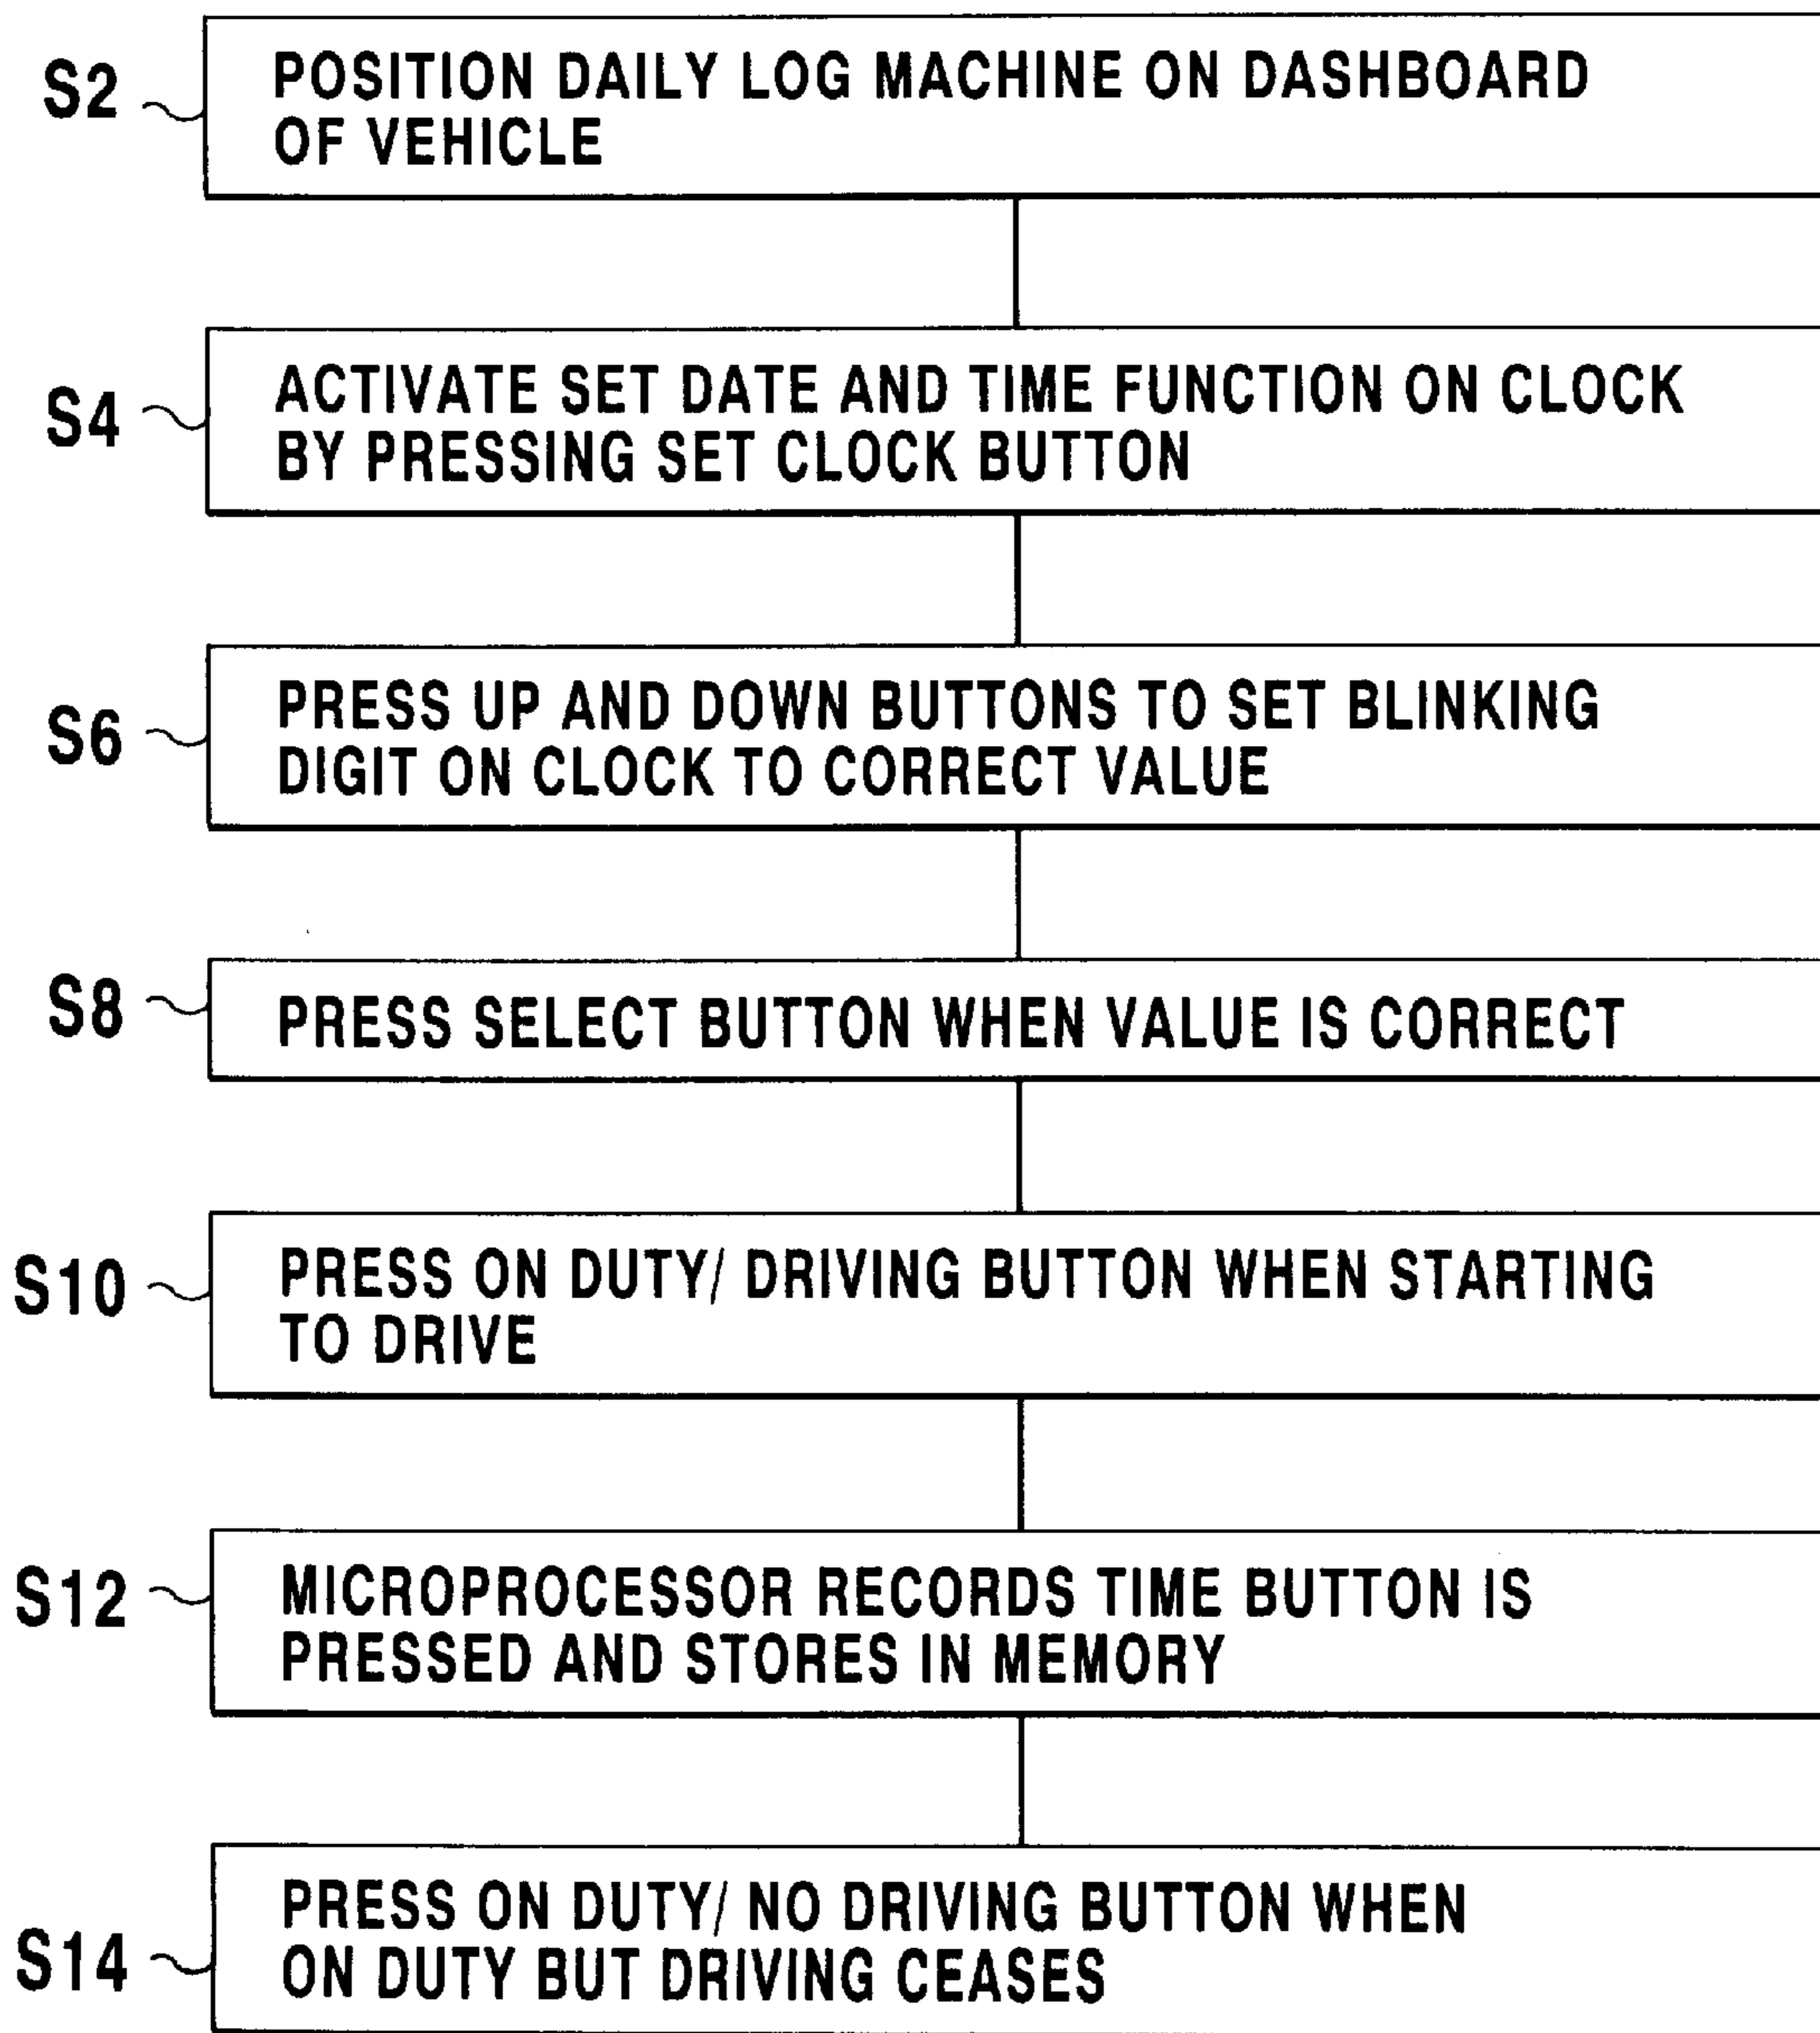 S2
POSITION DAILY LOG MACHINE ON DASHBOARD
OF VEHICLE
S4
ACTIVATE SET DATE AND TIME FUNCTION ON CLOCK
BY PRESSING SET CLOCK BUTTON
S6
PRESS UP AND DOWN BUTTONS TO SET BLINKING
DIGIT ON CLOCK TO CORRECT VALUE
S8
PRESS SELECT BUTTON WHEN VALUE IS CORRECT
S10
PRESS ON DUTY/ DRIVING BUTTON WHEN STARTING
TO DRIVE
S12
MICROPROCESSOR RECORDS TIME BUTTON IS
PRESSED AND STORES IN MEMORY
S14
PRESS ON DUTY/ NO DRIVING BUTTON WHEN
ON DUTY BUT DRIVING CEASES